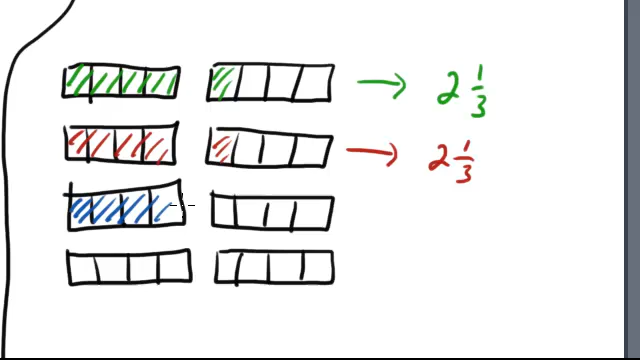 → 2 1/3
→ 2 1/3